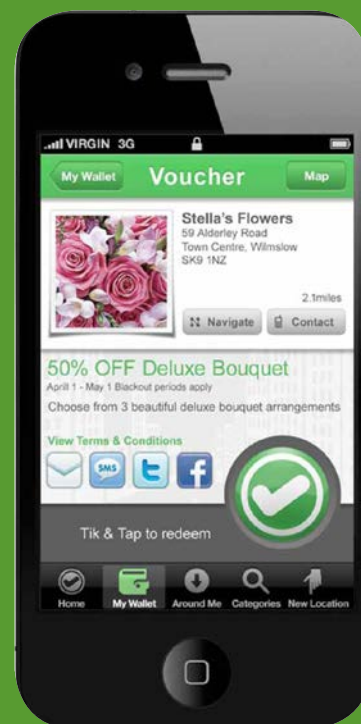 VIRGIN 3G
My Wallet
Voucher
Map
Stella's Flowers
59 Alderley Road
Town Centre, Wilmslow
SK9 1NZ
2.1miles
Navigate
Contact
50% OFF Deluxe Bouquet
Aprill 1 - May 1 Blackout periods apply
Choose from 3 beautiful deluxe bouquet arrangements
View Terms & Conditions
SMS
t
f
Tik & Tap to redeem
Home
My Wallet
Around Me
Categories
New Location